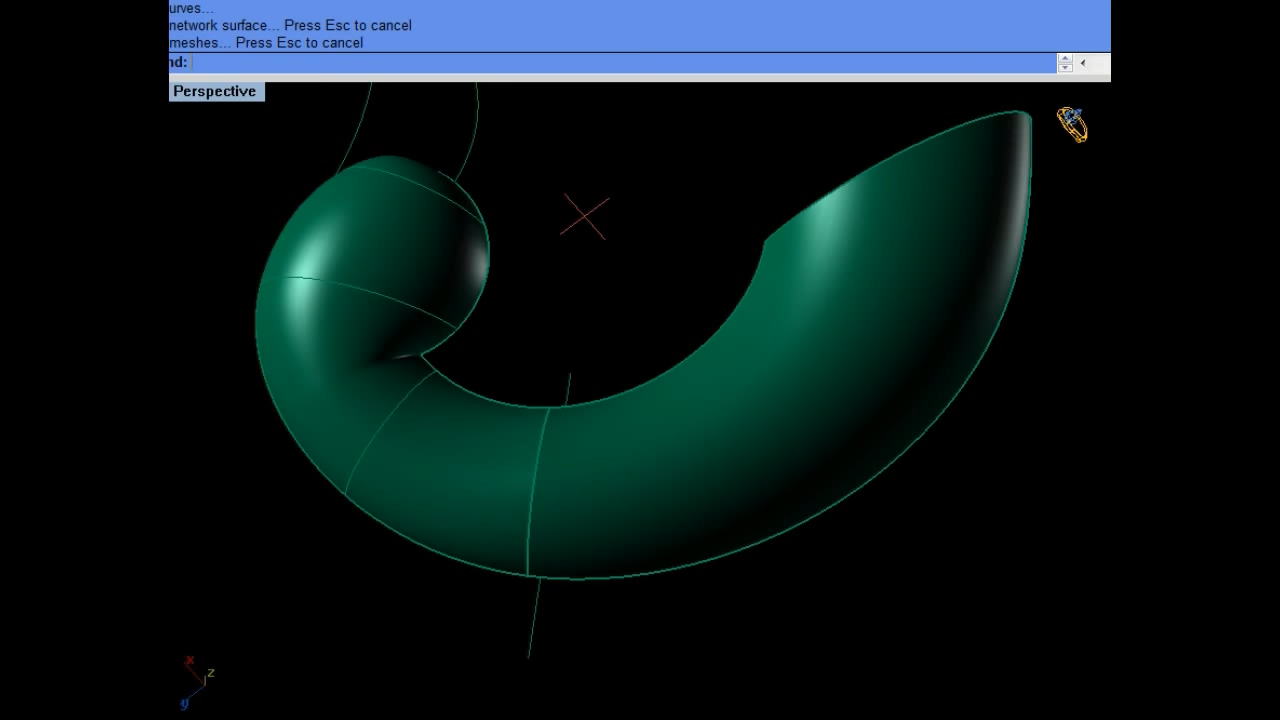 urves...
network surface... Press Esc to cancel
meshes... Press Esc to cancel
nd:
Perspective
x
z
y